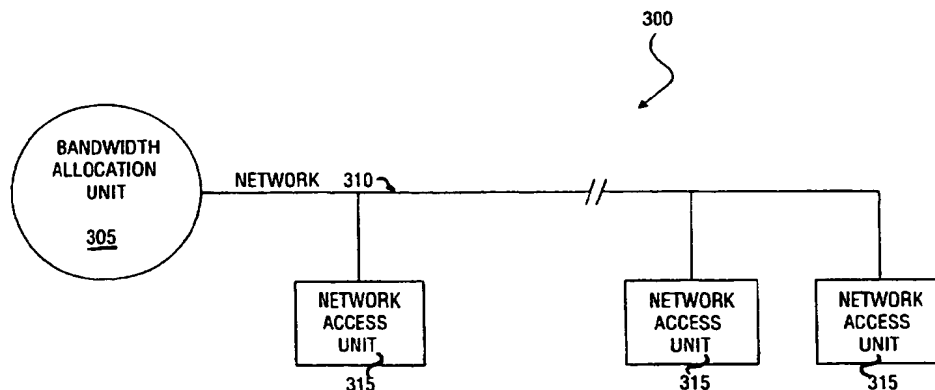 300
BANDWIDTH
ALLOCATION
UNIT
305
NETWORK 310
NETWORK
ACCESS
UNIT
315
NETWORK
ACCESS
UNIT
315
NETWORK
ACCESS
UNIT
315